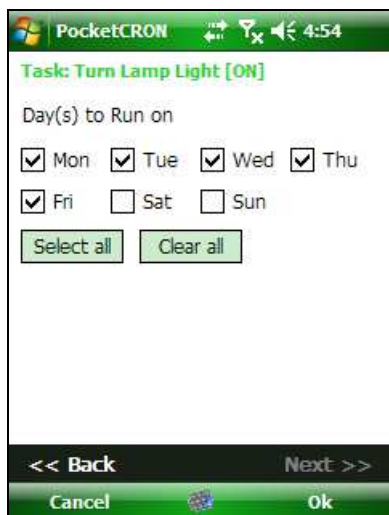 PocketCRON 4:54
Task: Turn Lamp Light [ON]
Day(s) to Run on
Mon Tue Wed Thu
Fri Sat Sun
Select all Clear all
<< Back Next >>
Cancel Ok